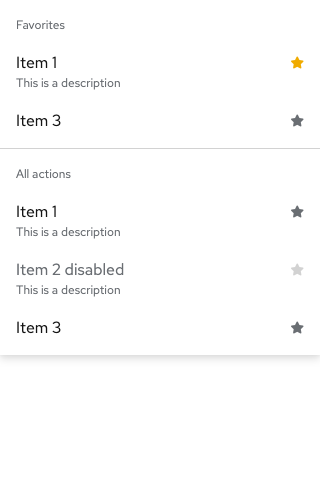 Favorites
Item 1
This is a description
Item 3
All actions
Item 1
This is a description
Item 2 disabled
This is a description
Item 3